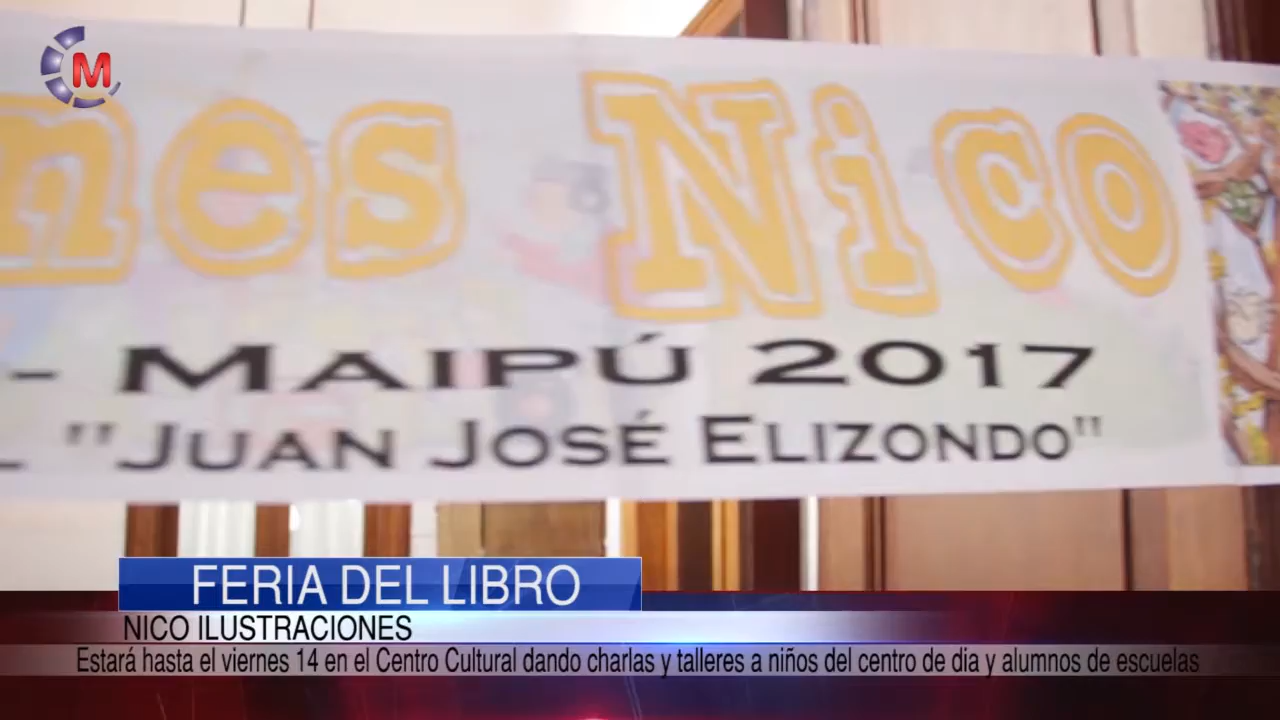 M
nes Nico
- MAIPÚ 2017
"JUAN JOSÉ ELIZONDO"
FERIA DEL LIBRO
NICO ILUSTRACIONES
Estará hasta el viernes 14 en el Centro Cultural dando charlas y talleres a niños del centro de dia y alumnos de escuelas